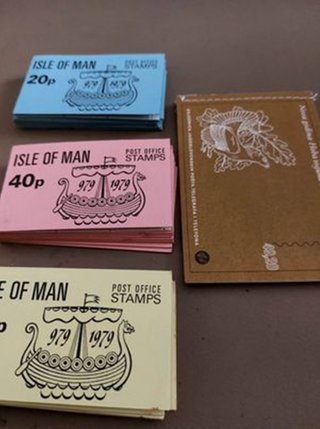 ISLE OF MAN
POST OFFICE
STAMPS
20p
979 1979
ISLE OF MAN
POST OFFICE
STAMPS
40p
979 1979
E OF MAN
POST OFFICE
STAMPS
p
979 1979